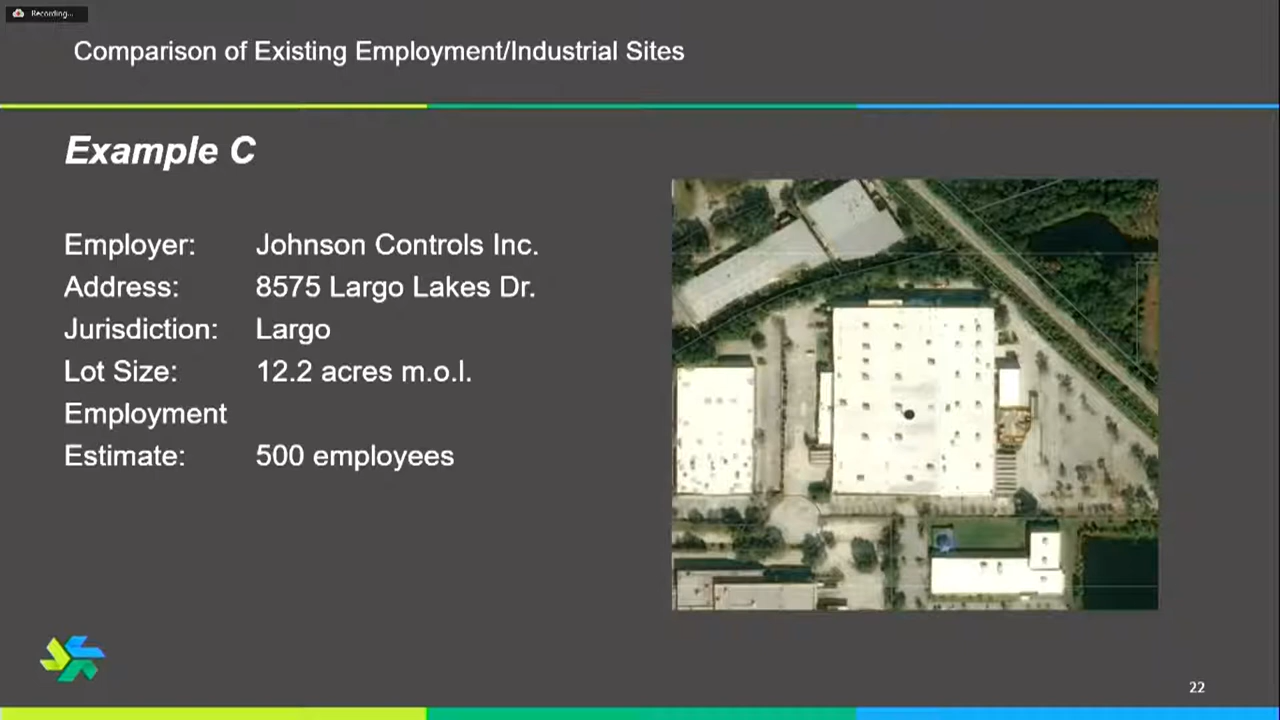 Recording...
Comparison of Existing Employment/Industrial Sites
Example C
Employer: Johnson Controls Inc.
Address: 8575 Largo Lakes Dr.
Jurisdiction: Largo
Lot Size: 12.2 acres m.o.l.
Employment
Estimate: 500 employees
22